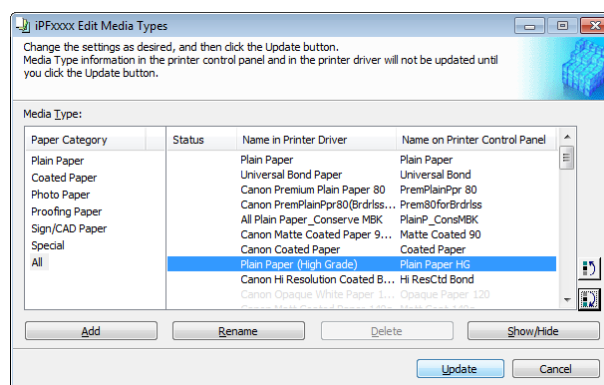 iPFxxxx Edit Media Types
Change the settings as desired, and then click the Update button.
Media Type information in the printer control panel and in the printer driver will not be updated until
you click the Update button.
Media Type:
Paper Category Status Name in Printer Driver Name on Printer Control Panel
Plain Paper Plain Paper Plain Paper
Coated Paper Universal Bond Paper Universal Bond
Photo Paper Canon Premium Plain Paper 80 PremPlainPpr 80
Proofing Paper Canon PremPlainPpr80(Brdrlss... Prem80forBrdrlss
Sign/CAD Paper All Plain Paper_Conserve MBK PlainP_ConsMBK
Special Canon Matte Coated Paper 9... Matte Coated 90
All Canon Coated Paper Coated Paper
Plain Paper (High Grade) Plain Paper HG
Canon Hi Resolution Coated B... Hi ResCtd Bond
Canon Opaque White Paper 1... Opaque Paper 120
Add Rename Delete Show/Hide
Update Cancel